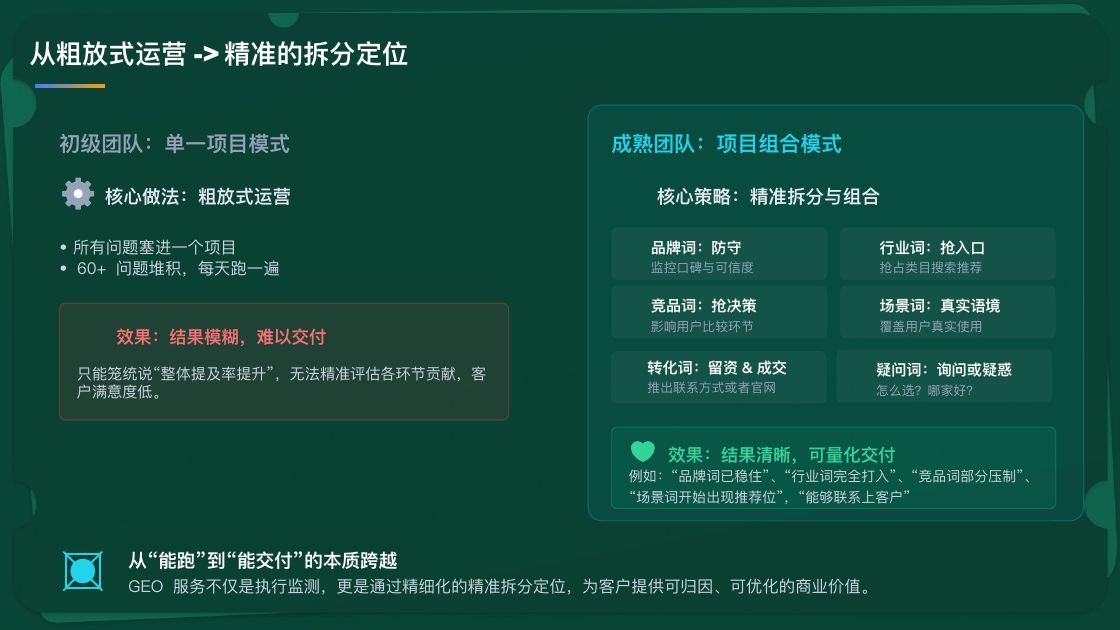 从粗放式运营 -> 精准的拆分定位
初级团队：单一项目模式
核心做法：粗放式运营
• 所有问题塞进一个项目
• 60+ 问题堆积，每天跑一遍
效果：结果模糊，难以交付
只能笼统说“整体提及率提升”，无法精准评估各环节贡献，客
户满意度低。
成熟团队：项目组合模式
核心策略：精准拆分与组合
品牌词：防守
监控口碑与可信度
行业词：抢入口
抢占类目搜索推荐
竞品词：抢决策
影响用户比较环节
场景词：真实语境
覆盖用户真实使用
转化词：留资 & 成交
推出联系方式或者官网
疑问词：询问或疑惑
怎么选？哪家好？
效果：结果清晰，可量化交付
例如：“品牌词已稳住”、“行业词完全打入”、“竞品词部分压制”、
“场景词开始出现推荐位”，“能够联系上客户”
从“能跑”到“能交付”的本质跨越
GEO 服务不仅是执行监测，更是通过精细化的精准拆分定位，为客户提供可归因、可优化的商业价值。